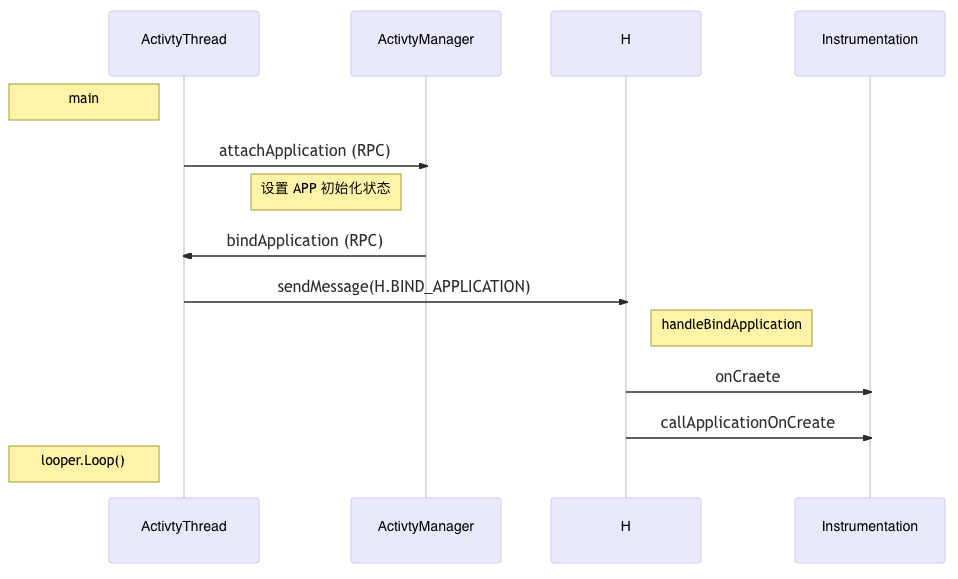 ActivtyThread
ActivtyManager
H
Instrumentation
main
attachApplication (RPC)
设置 APP 初始化状态
bindApplication (RPC)
sendMessage(H.BIND_APPLICATION)
handleBindApplication
onCraete
callApplicationOnCreate
looper.Loop()
ActivtyThread
ActivtyManager
H
Instrumentation